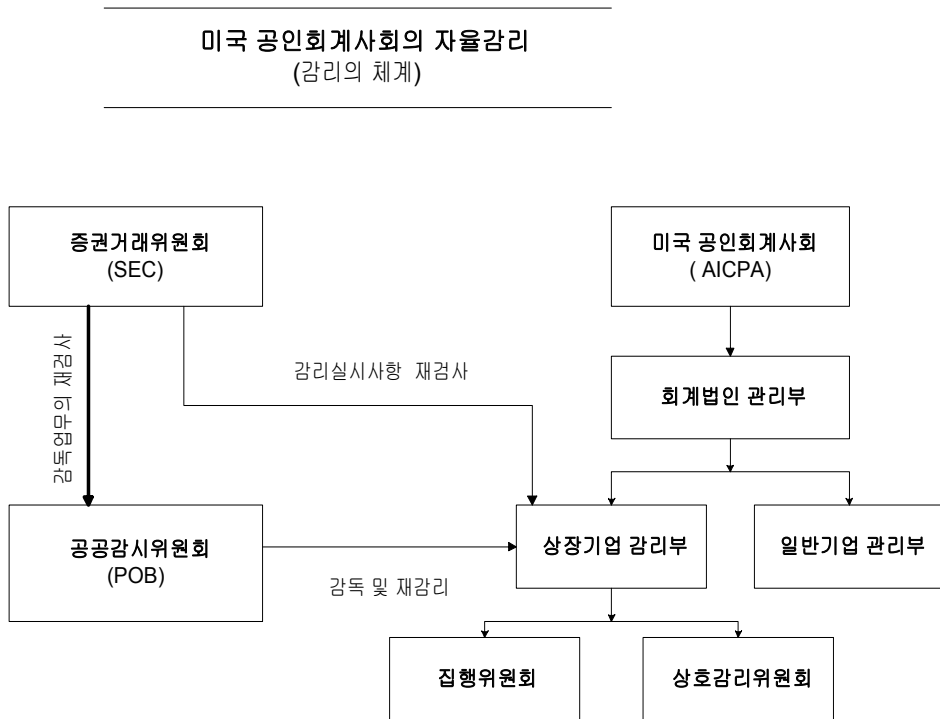 미국 공인회계사회의 자율감리
(감리의 체계)
증권거래위원회
(SEC)
미국 공인회계사회
( AICPA)
감독업무의 재검사
감리실시사항 재검사
회계법인 관리부
공공감시위원회
(POB)
감독 및 재감리
상장기업 감리부
일반기업 관리부
집행위원회
상호감리위원회